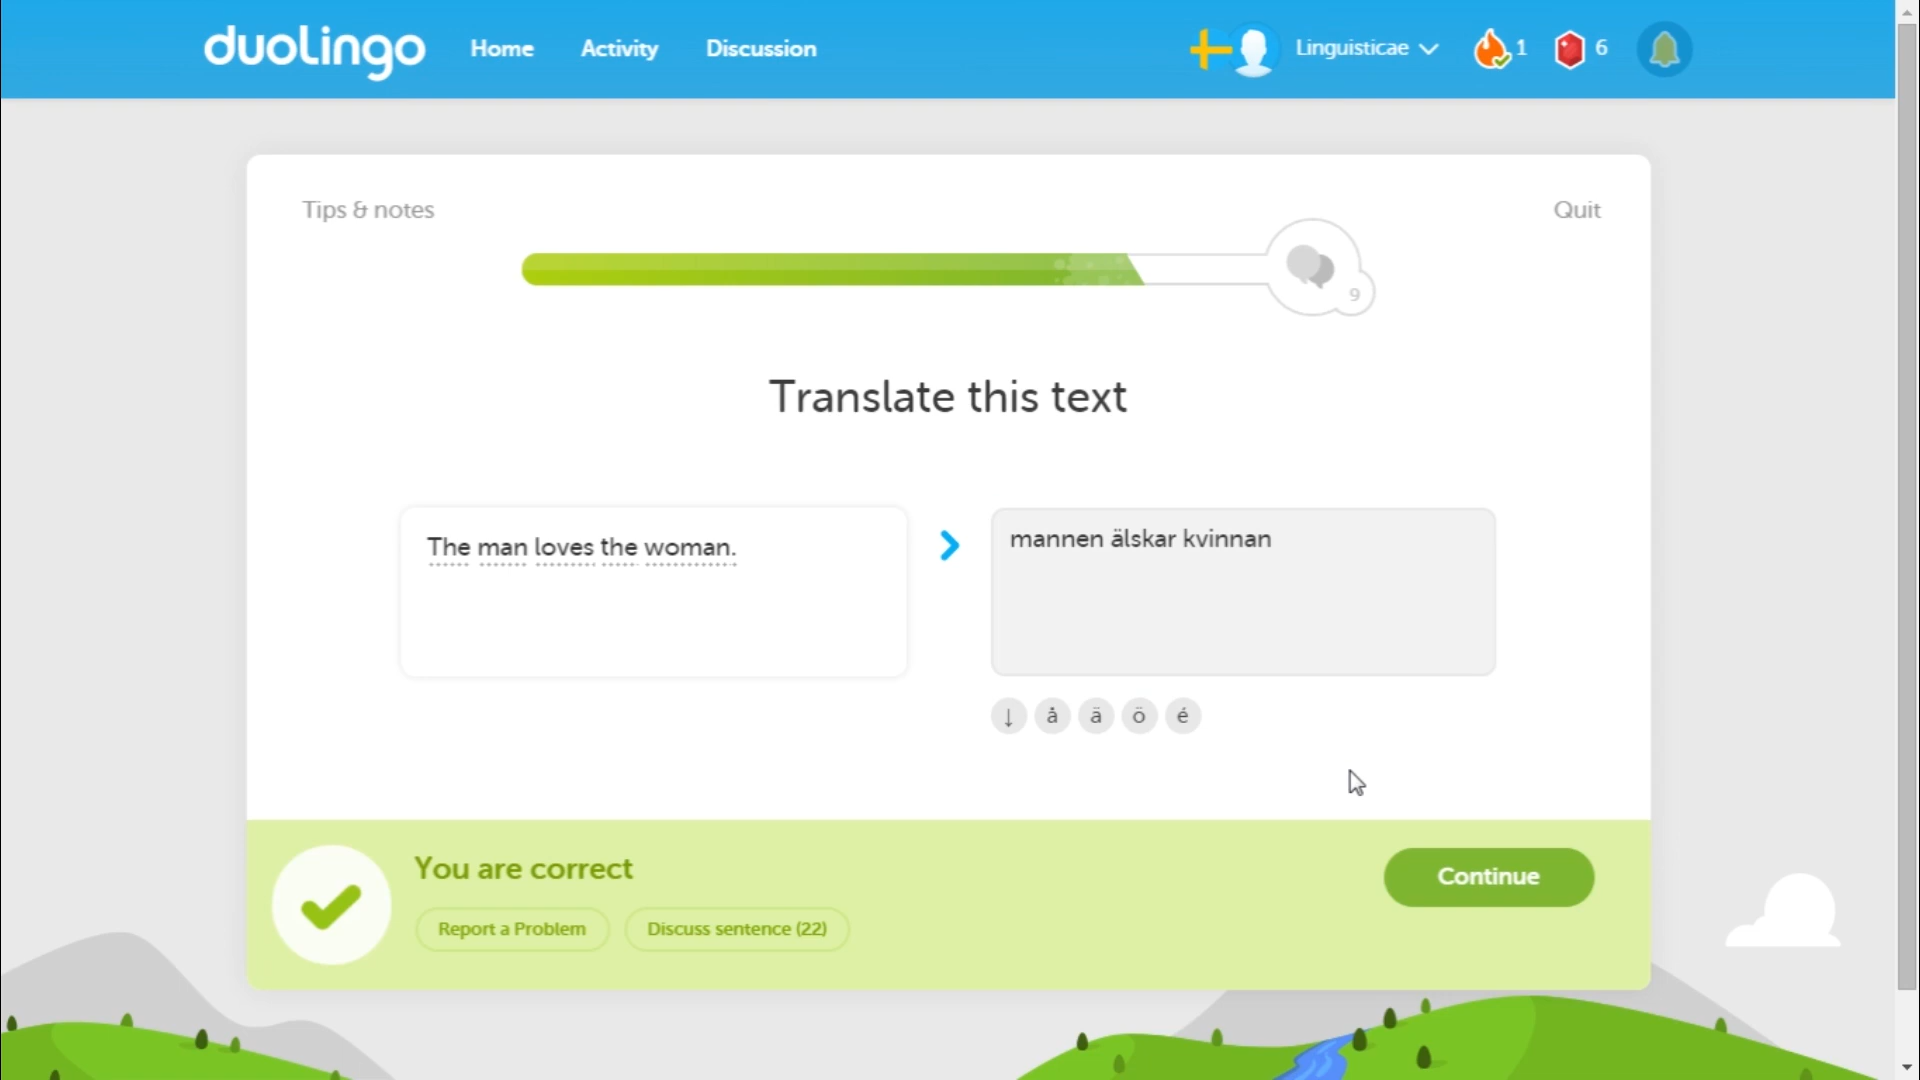 duolingo
Home Activity Discussion
Linguisticae
1
6
Tips & notes
Quit
9
Translate this text
The man loves the woman.
mannen älskar kvinnan
↓ å ä ö é
You are correct
Report a Problem
Discuss sentence (22)
Continue